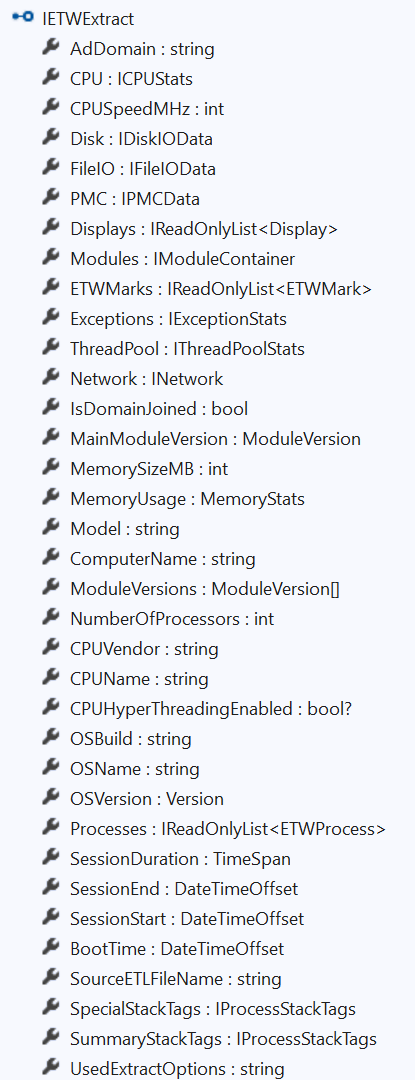 IETWExtract
AdDomain : string
CPU : ICPUStats
CPUSpeedMHz : int
Disk : IDiskIOData
FileIO : IFileIOData
PMC : IPMCData
Displays : IReadOnlyList<Display>
Modules : IModuleContainer
ETWMarks : IReadOnlyList<ETWMark>
Exceptions : IExceptionStats
ThreadPool : IThreadPoolStats
Network : INetwork
IsDomainJoined : bool
MainModuleVersion : ModuleVersion
MemorySizeMB : int
MemoryUsage : MemoryStats
Model : string
ComputerName : string
ModuleVersions : ModuleVersion[]
NumberOfProcessors : int
CPUVendor : string
CPUName : string
CPUHyperThreadingEnabled : bool?
OSBuild : string
OSName : string
OSVersion : Version
Processes : IReadOnlyList<ETWProcess>
SessionDuration : TimeSpan
SessionEnd : DateTimeOffset
SessionStart : DateTimeOffset
BootTime : DateTimeOffset
SourceETLFileName : string
SpecialStackTags : IProcessStackTags
SummaryStackTags : IProcessStackTags
UsedExtractOptions : string